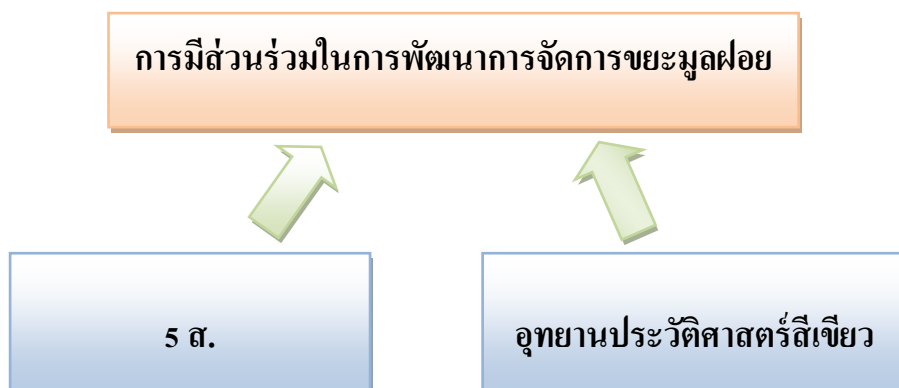 การมีส่วนร่วมในการพัฒนาการจัดการขยะมูลฝอย
5 ส.
อุทยานประวัติศาสตร์สีเขียว